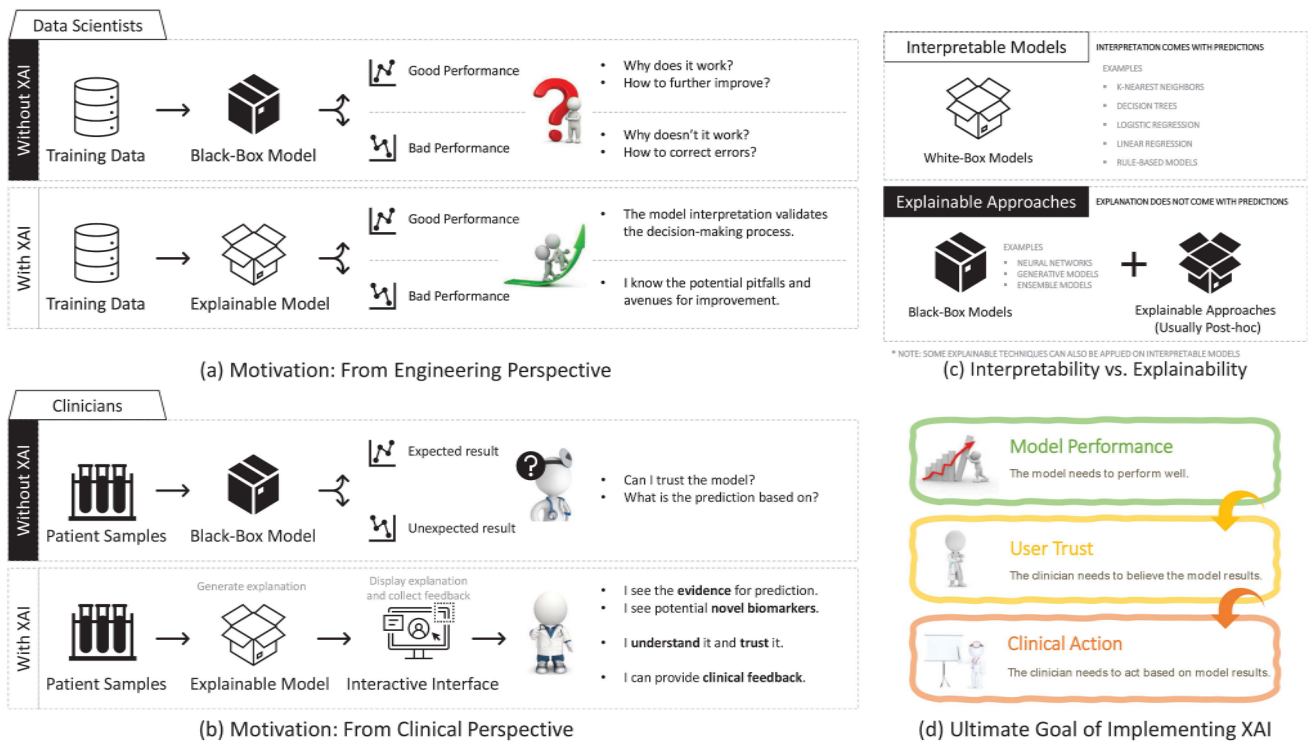 Data Scientists
Without XAI
Training Data
Black-Box Model
Good Performance
Bad Performance
?
• Why does it work?
• How to further improve?
• Why doesn't it work?
• How to correct errors?
With XAI
Training Data
Explainable Model
Good Performance
Bad Performance
• The model interpretation validates
the decision-making process.
• I know the potential pitfalls and
avenues for improvement.
(a) Motivation: From Engineering Perspective
Clinicians
Without XAI
Patient Samples
Black-Box Model
Expected result
Unexpected result
?
• Can I trust the model?
• What is the prediction based on?
With XAI
Patient Samples
Generate explanation
Explainable Model
Display explanation
and collect feedback
Interactive Interface
• I see the evidence for prediction.
• I see potential novel biomarkers.
• I understand it and trust it.
• I can provide clinical feedback.
(b) Motivation: From Clinical Perspective
Interpretable Models
INTERPRETATION COMES WITH PREDICTIONS
White-Box Models
EXAMPLES
▪ K-NEAREST NEIGHBORS
▪ DECISION TREES
▪ LOGISTIC REGRESSION
▪ LINEAR REGRESSION
▪ RULE-BASED MODELS
Explainable Approaches
EXPLANATION DOES NOT COME WITH PREDICTIONS
Black-Box Models
EXAMPLES
▪ NEURAL NETWORKS
▪ GENERATIVE MODELS
▪ ENSEMBLE MODELS
+
Explainable Approaches
(Usually Post-hoc)
* NOTE: SOME EXPLAINABLE TECHNIQUES CAN ALSO BE APPLIED ON INTERPRETABLE MODELS
(c) Interpretability vs. Explainability
Model Performance
The model needs to perform well.
User Trust
The clinician needs to believe the model results.
Clinical Action
The clinician needs to act based on model results.
(d) Ultimate Goal of Implementing XAI